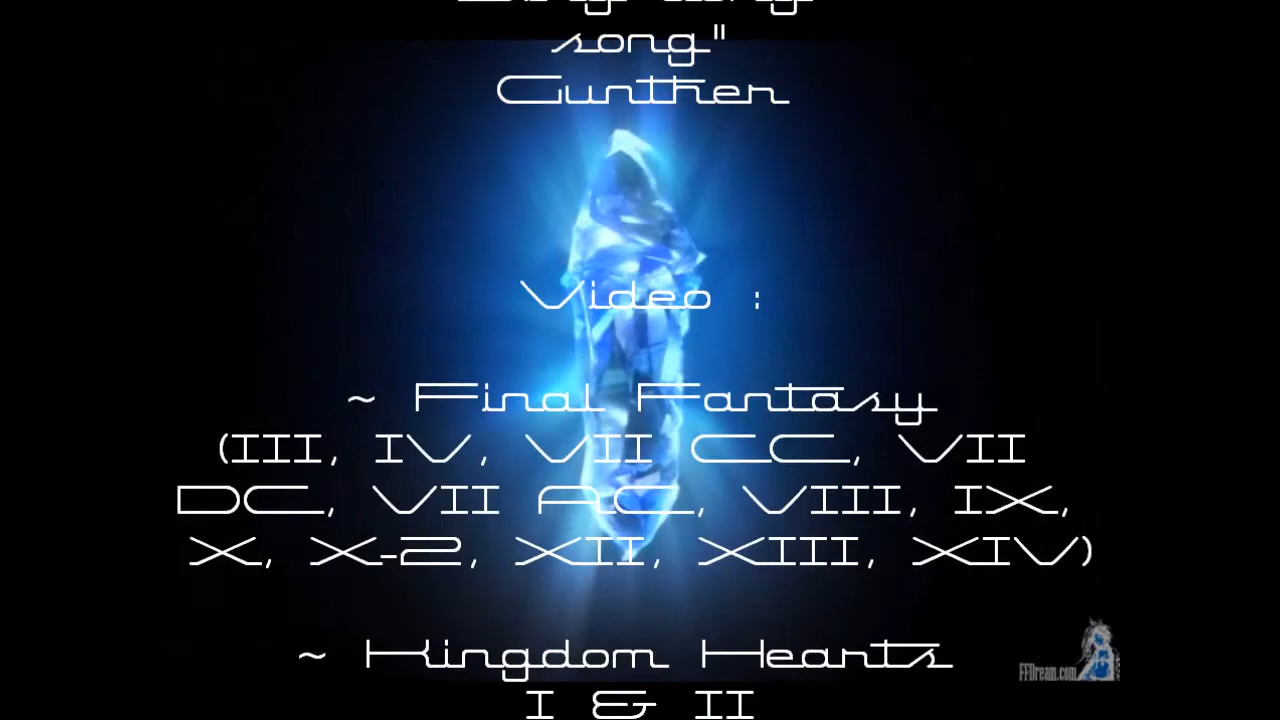 song"
Gunther
Video :
~ Final Fantasy
(III, IV, VII CC, VII
DC, VII AC, VIII, IX,
X, X-2, XII, XIII, XIV)
~ Kingdom Hearts
I & II
FFDream.com